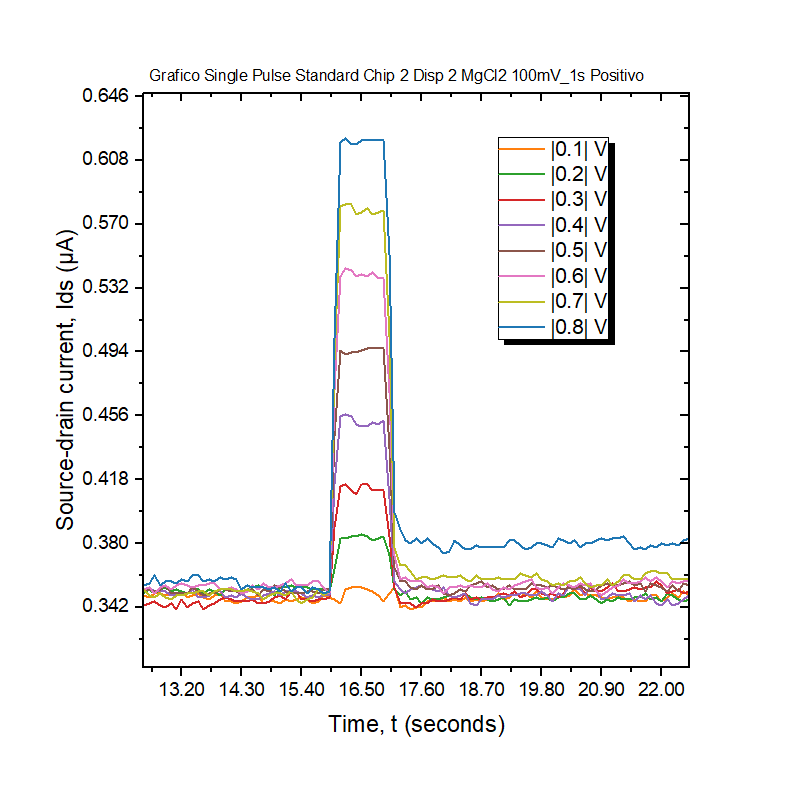 Grafico Single Pulse Standard Chip 2 Disp 2 MgCl2 100mV_1s Positivo
0.646
0.608
0.570
0.532
0.494
0.456
0.418
0.380
0.342
Source-drain current, Ids (μA)
|0.1| V
|0.2| V
|0.3| V
|0.4| V
|0.5| V
|0.6| V
|0.7| V
|0.8| V
13.20 14.30 15.40 16.50 17.60 18.70 19.80 20.90 22.00
Time, t (seconds)